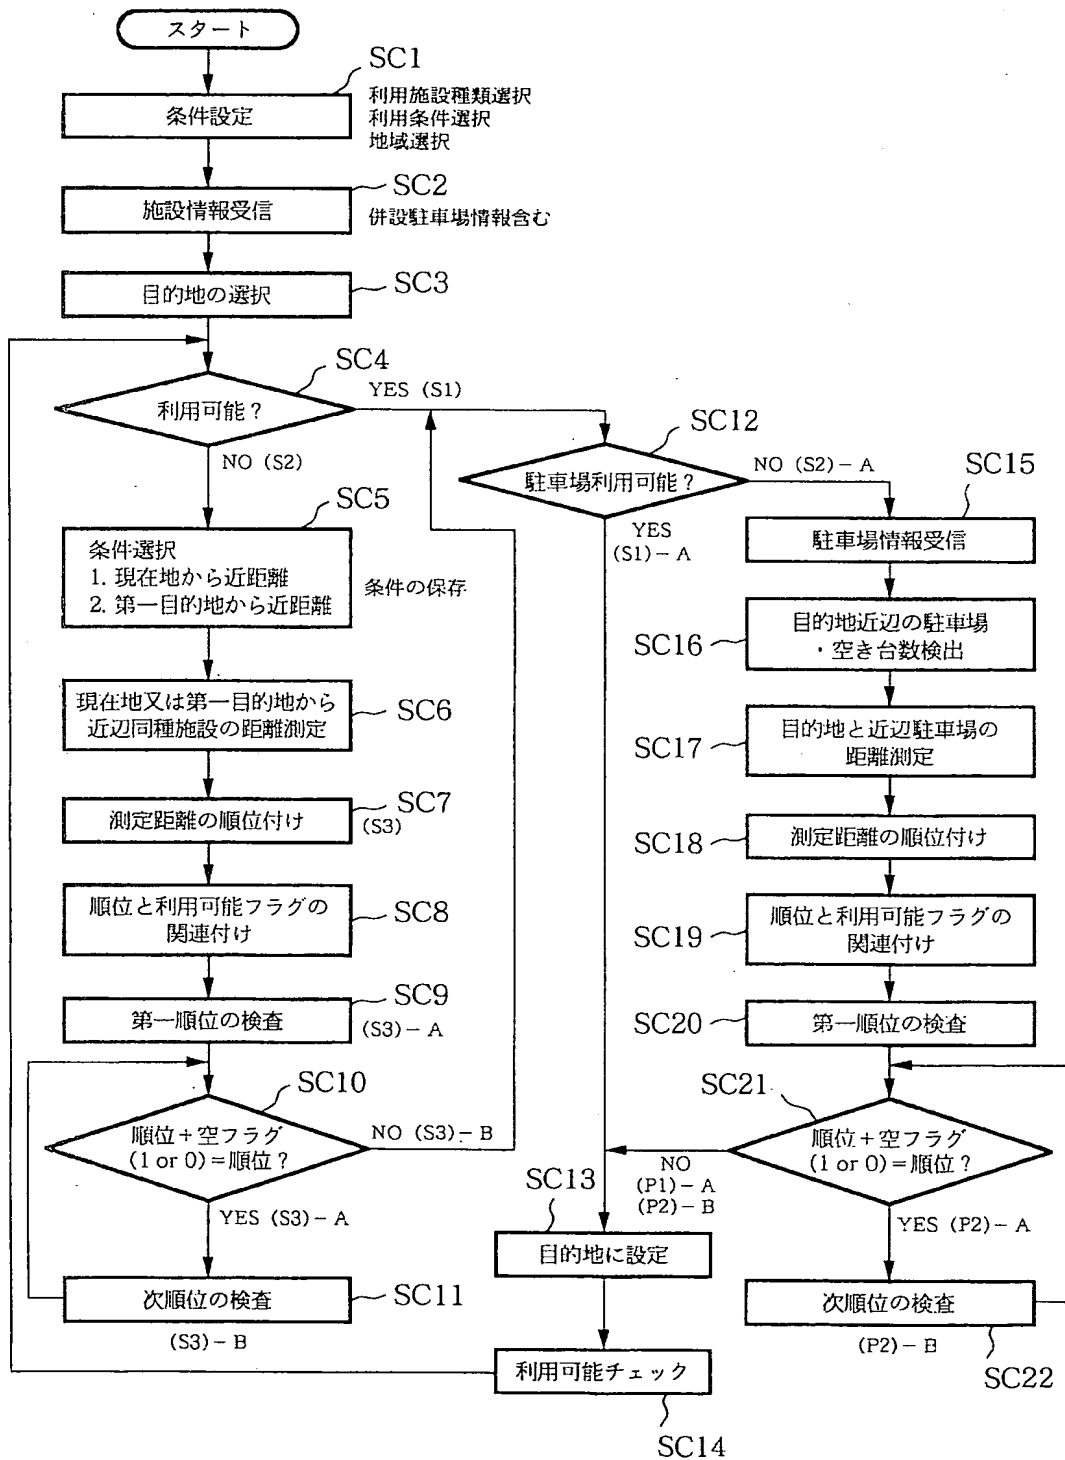 スタート
SC1
条件設定
利用施設種類選択
利用条件選択
地域選択
SC2
施設情報受信
併設駐車場情報含む
SC3
目的地の選択
SC4
利用可能?
YES (S1)
NO (S2)
SC5
条件選択
1. 現在地から近距離
2. 第一目的地から近距離
条件の保存
SC6
現在地又は第一目的地から
近辺同種施設の距離測定
SC7
測定距離の順位付け
(S3)
SC8
順位と利用可能フラグの
関連付け
SC9
第一順位の検査
(S3)-A
SC10
順位+空フラグ
(1 or 0)=順位?
NO (S3)-B
YES (S3)-A
SC11
次順位の検査
(S3)-B
SC12
駐車場利用可能?
NO (S2)-A
YES
(S1)-A
SC13
目的地に設定
利用可能チェック
SC14
SC15
駐車場情報受信
SC16
目的地近辺の駐車場
・空き台数検出
SC17
目的地と近辺駐車場の
距離測定
SC18
測定距離の順位付け
SC19
順位と利用可能フラグの
関連付け
SC20
第一順位の検査
SC21
順位+空フラグ
(1 or 0)=順位?
NO
(P1)-A
(P2)-B
YES (P2)-A
次順位の検査
(P2)-B
SC22